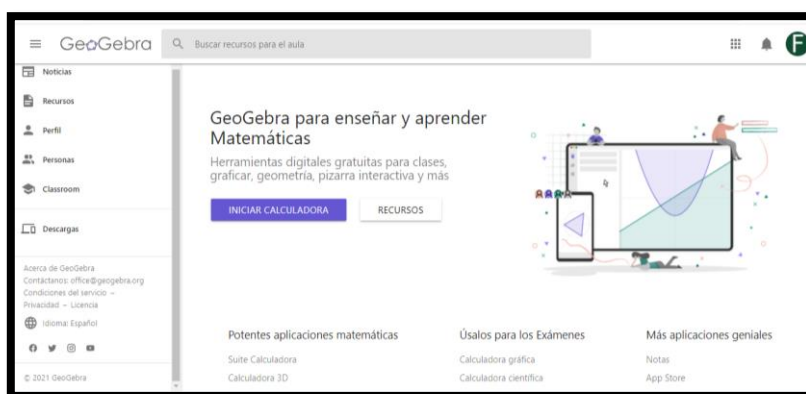 GeoGebra
Buscar recursos para el aula
F
Noticias
Recursos
Perfil
Personas
Classroom
Descargas
Acerca de GeoGebra
Contáctenos: office@geogebra.org
Condiciones del servicio –
Privacidad – Licencia
Idioma: Español
© 2021 GeoGebra
GeoGebra para enseñar y aprender
Matemáticas
Herramientas digitales gratuitas para clases,
graficar, geometría, pizarra interactiva y más
INICIAR CALCULADORA
RECURSOS
Potentes aplicaciones matemáticas
Suite Calculadora
Calculadora 3D
Úsalos para los Exámenes
Calculadora gráfica
Calculadora científica
Más aplicaciones geniales
Notas
App Store